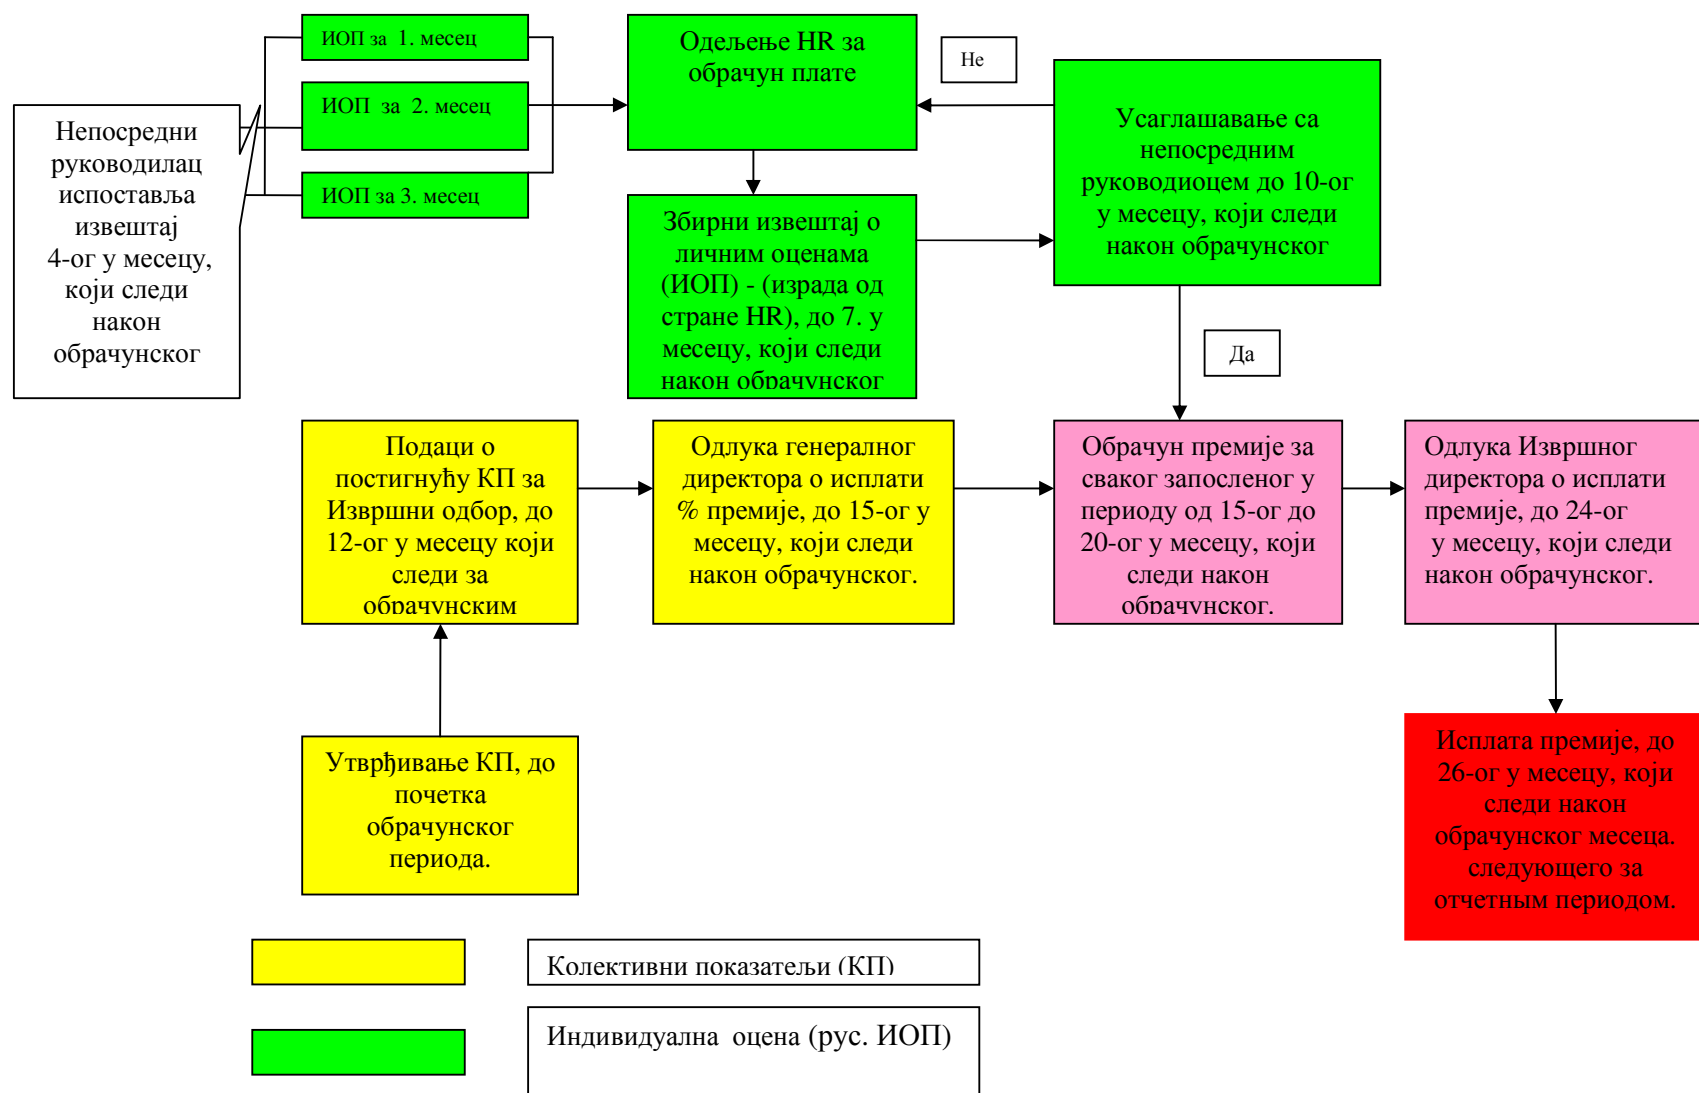 ИОП за 1. месец
ИОП за 2. месец
ИОП за 3. месец
Непосредни
руководилац
испоставља
извештај
4-ог у месецу,
који следи
након
обрачунског
Одељење HR за
обрачун плате
Не
Усаглашавање са
непосредним
руководиоцем до 10-ог
у месецу, који следи
након обрачунског
Збирни извештај о
личним оценама
(ИОП) - (израда од
стране HR), до 7. у
месецу, који следи
након обрачунског
Да
Подаци о
постигнућу КП за
Извршни одбор, до
12-ог у месецу који
следи за
обрачунским
Одлука генералног
директора о исплати
% премије, до 15-ог у
месецу, који следи
након обрачунског.
Обрачун премије за
сваког запосленог у
периоду од 15-ог до
20-ог у месецу, који
следи након
обрачунског.
Одлука Извршног
директора о исплати
премије, до 24-ог
у месецу, који следи
након обрачунског.
Утврђивање КП, до
почетка
обрачунског
периода.
Исплата премије, до
26-ог у месецу, који
следи након
обрачунског месеца.
следующего за
отчетным периодом.
Колективни показатељи (КП)
Индивидуална оцена (рус. ИОП)